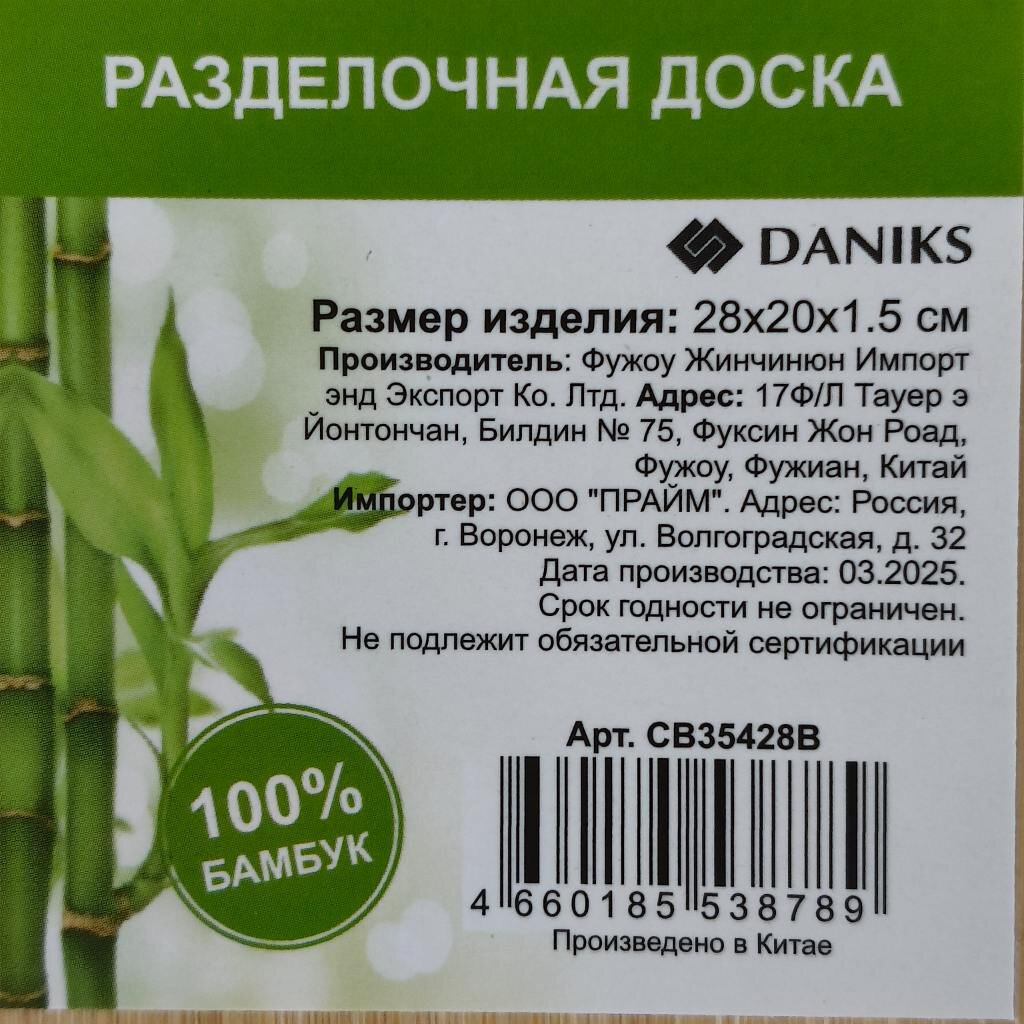 РАЗДЕЛОЧНАЯ ДОСКА
DANIKS
Размер изделия: 28х20х1.5 см
Производитель: Фужоу Жинчинюн Импорт
энд Экспорт Ко. Лтд. Адрес: 17Ф/Л Тауер э
Йонтончан, Билдин № 75, Фуксин Жон Роад,
Фужоу, Фужиан, Китай
Импортер: ООО "ПРАЙМ". Адрес: Россия,
г. Воронеж, ул. Волгоградская, д. 32
Дата производства: 03.2025.
Срок годности не ограничен.
Не подлежит обязательной сертификации
100%
БАМБУК
Арт. CB35428B
4 660185 538789
Произведено в Китае